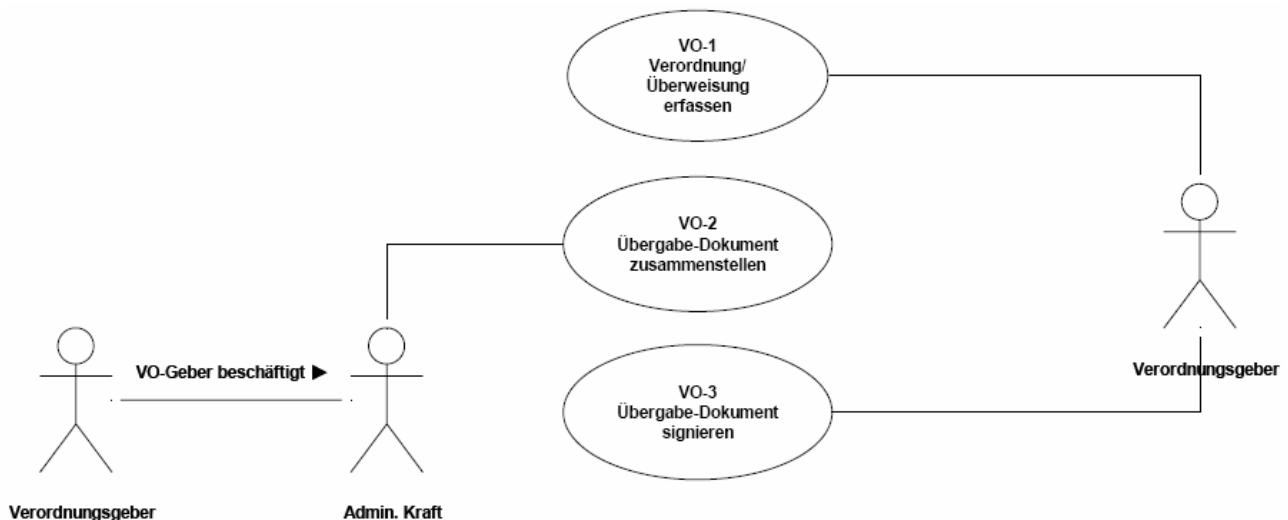 VO-1
Verordnung/
Überweisung
erfassen
VO-2
Übergabe-Dokument
zusammenstellen
VO-Geber beschäftigt ►
Verordnungsgeber
VO-3
Übergabe-Dokument
signieren
Verordnungsgeber
Admin. Kraft